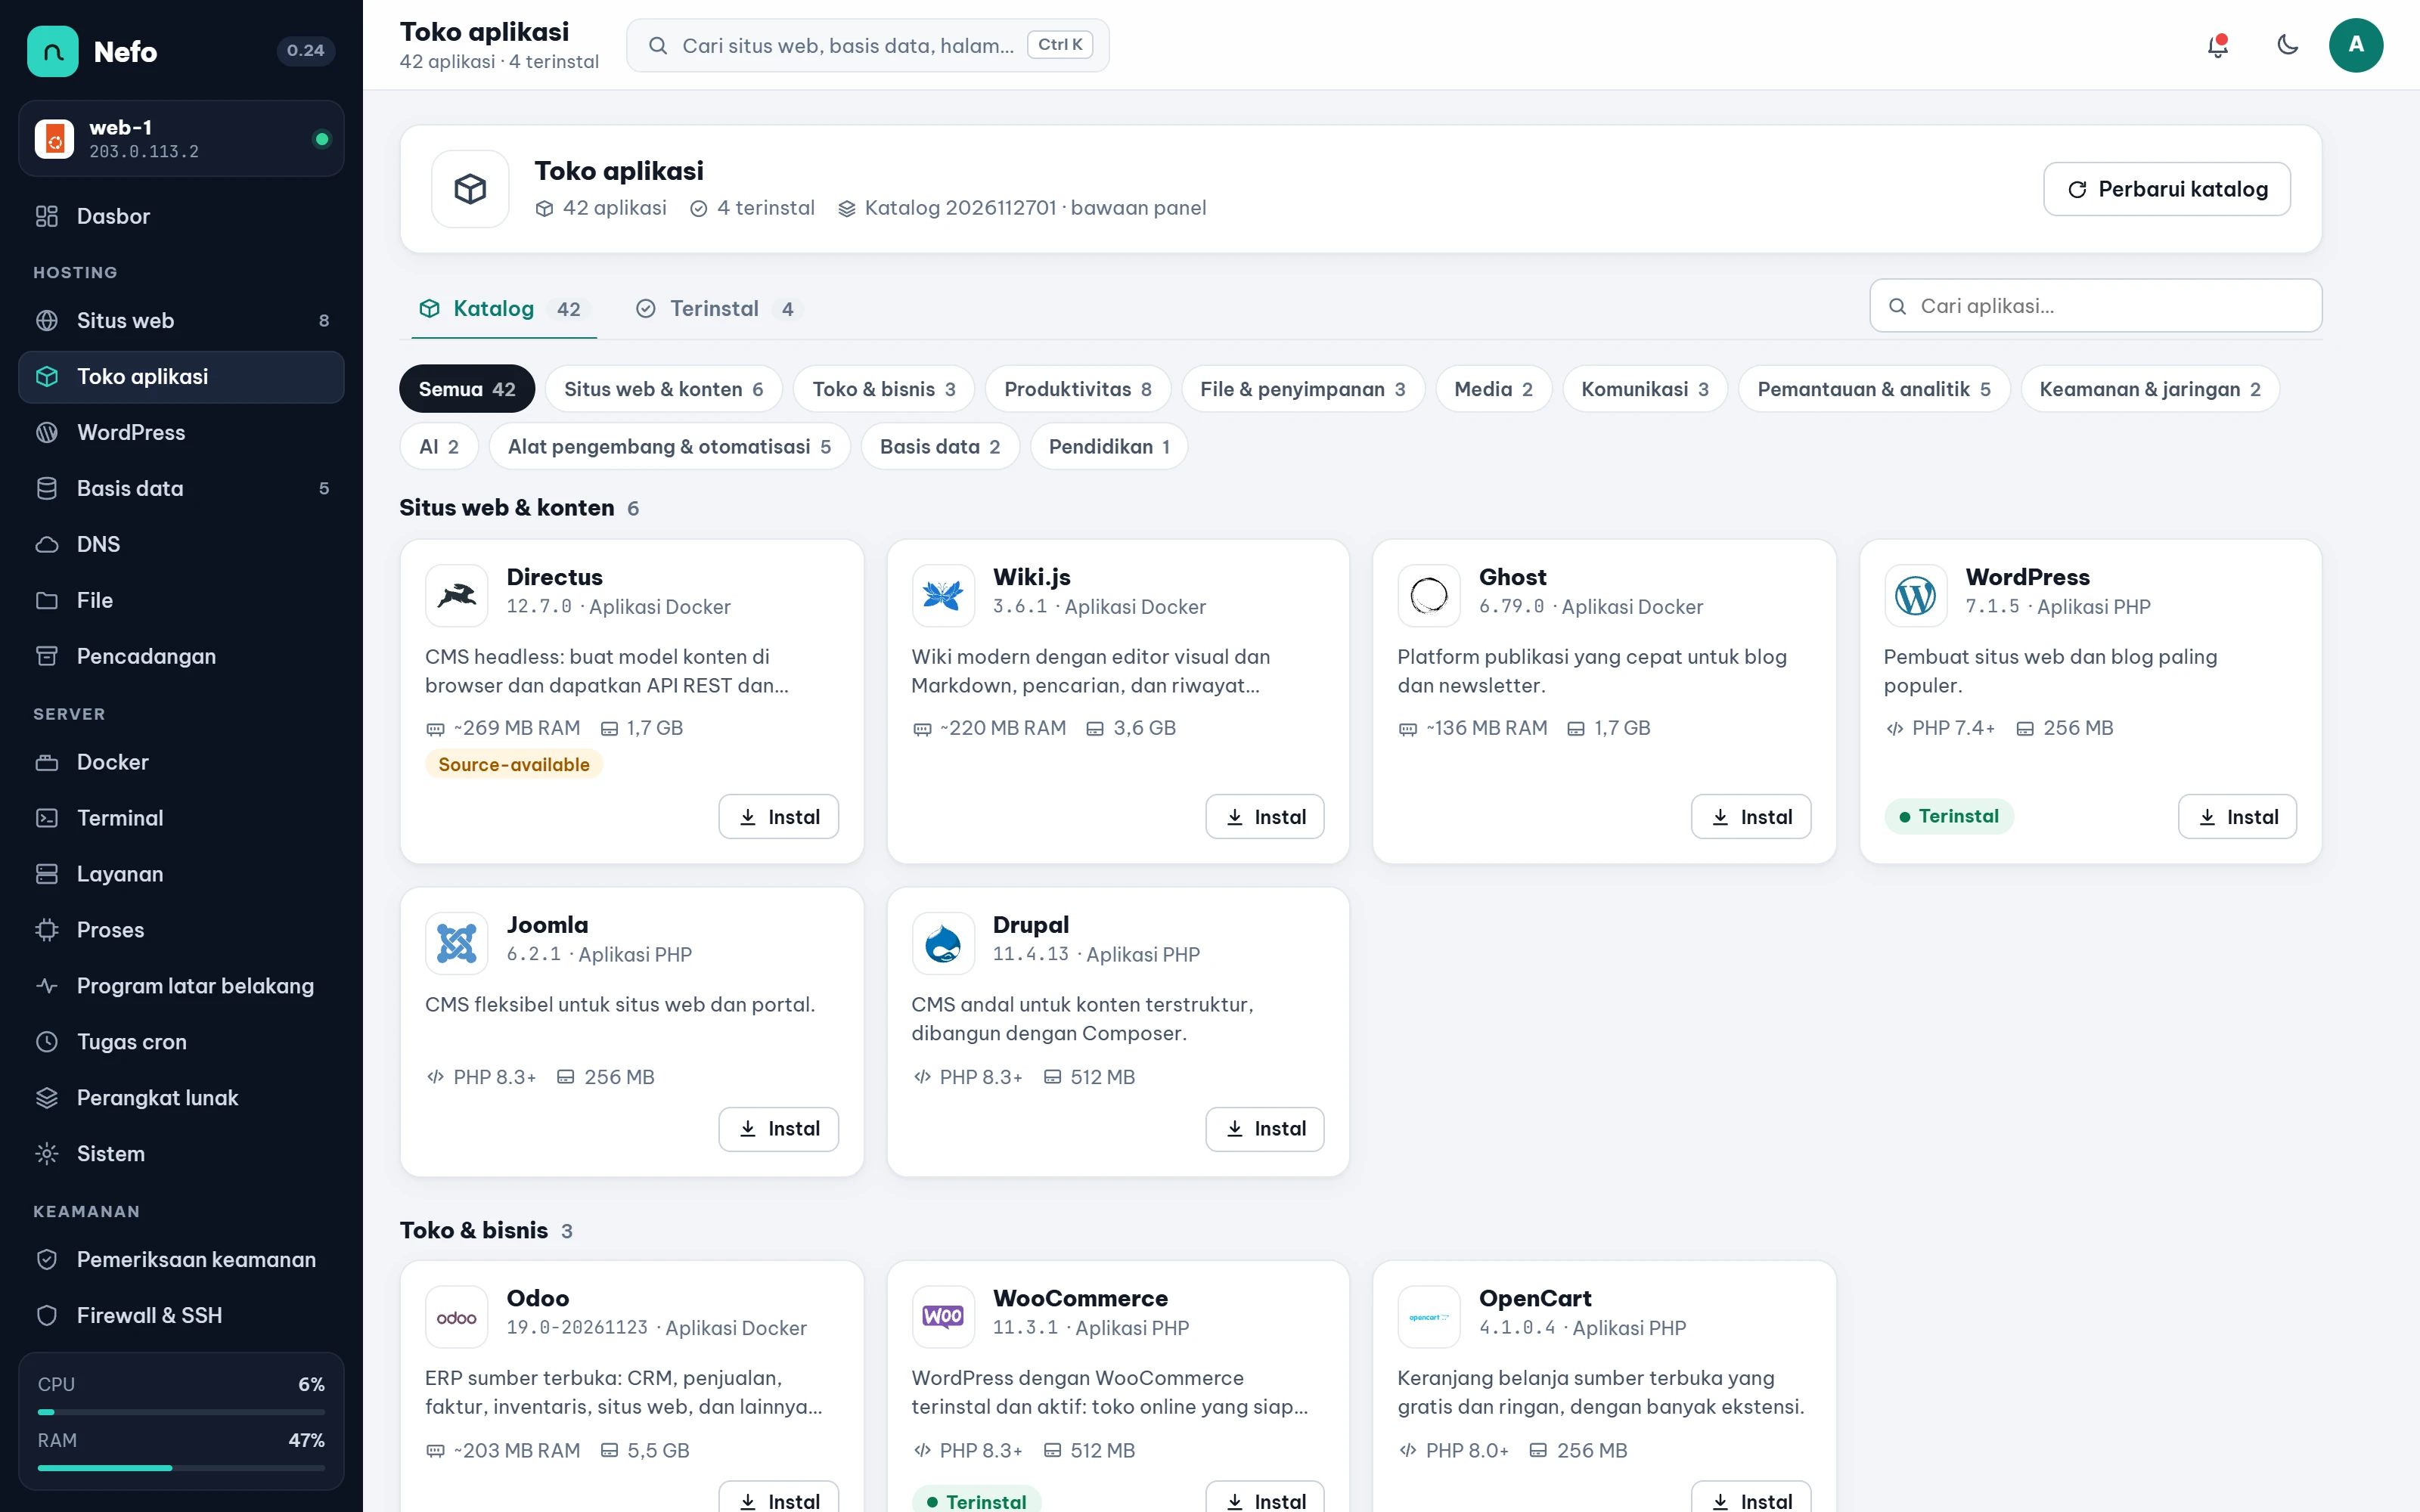 Nefo
0.24
web-1
203.0.113.2
Dasbor
HOSTING
Situs web 8
Toko aplikasi
WordPress
Basis data 5
DNS
File
Pencadangan
SERVER
Docker
Terminal
Layanan
Proses
Program latar belakang
Tugas cron
Perangkat lunak
Sistem
KEAMANAN
Pemeriksaan keamanan
Firewall & SSH
CPU 6%
RAM 47%
Toko aplikasi
42 aplikasi · 4 terinstal
Cari situs web, basis data, halam... Ctrl K
A
Toko aplikasi
42 aplikasi 4 terinstal Katalog 2026112701 · bawaan panel
Perbarui katalog
Katalog 42 Terinstal 4
Cari aplikasi...
Semua 42 Situs web & konten 6 Toko & bisnis 3 Produktivitas 8 File & penyimpanan 3 Media 2 Komunikasi 3 Pemantauan & analitik 5 Keamanan & jaringan 2
AI 2 Alat pengembang & otomatisasi 5 Basis data 2 Pendidikan 1
Situs web & konten 6
Directus
12.7.0 · Aplikasi Docker
CMS headless: buat model konten di
browser dan dapatkan API REST dan...
~269 MB RAM 1,7 GB
Source-available
Instal
Wiki.js
3.6.1 · Aplikasi Docker
Wiki modern dengan editor visual dan
Markdown, pencarian, dan riwayat...
~220 MB RAM 3,6 GB
Instal
Ghost
6.79.0 · Aplikasi Docker
Platform publikasi yang cepat untuk blog
dan newsletter.
~136 MB RAM 1,7 GB
Instal
WordPress
7.1.5 · Aplikasi PHP
Pembuat situs web dan blog paling
populer.
PHP 7.4+ 256 MB
Terinstal Instal
Joomla
6.2.1 · Aplikasi PHP
CMS fleksibel untuk situs web dan portal.
PHP 8.3+ 256 MB
Instal
Drupal
11.4.13 · Aplikasi PHP
CMS andal untuk konten terstruktur,
dibangun dengan Composer.
PHP 8.3+ 512 MB
Instal
Toko & bisnis 3
odoo
Odoo
19.0-20261123 · Aplikasi Docker
ERP sumber terbuka: CRM, penjualan,
faktur, inventaris, situs web, dan lainnya...
~203 MB RAM 5,5 GB
Instal
Woo
WooCommerce
11.3.1 · Aplikasi PHP
WordPress dengan WooCommerce
terinstal dan aktif: toko online yang siap...
PHP 8.3+ 512 MB
Terinstal Instal
opencart
OpenCart
4.1.0.4 · Aplikasi PHP
Keranjang belanja sumber terbuka yang
gratis dan ringan, dengan banyak ekstensi.
PHP 8.0+ 256 MB
Instal